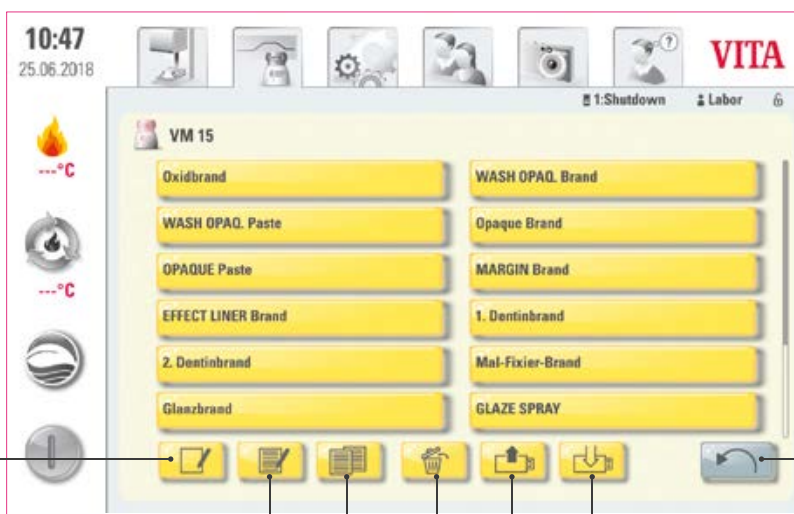 10:47
25.06.2018
VITA
1:Shutdown Labor
VM 15
---°C
Oxidbrand WASH OPAQ. Brand
WASH OPAQ. Paste Opaque Brand
OPAQUE Paste MARGIN Brand
---°C
EFFECT LINER Brand 1. Dentinbrand
2. Dentinbrand Mal-Fixier-Brand
Glanzbrand GLAZE SPRAY